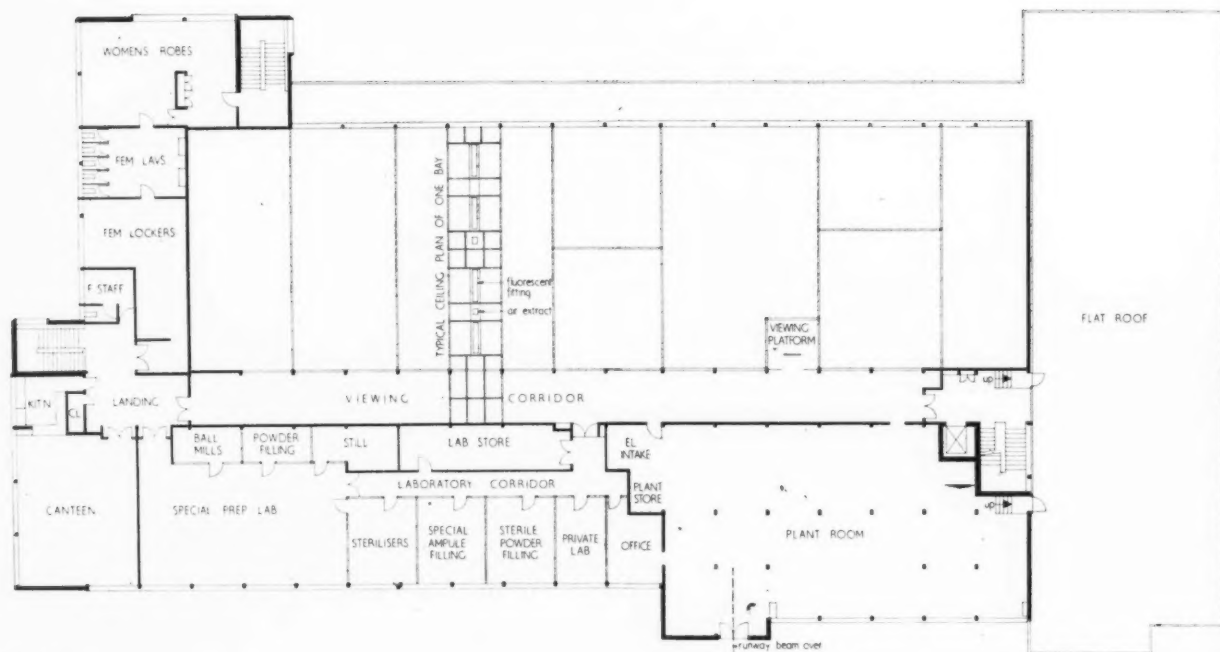 WOMENS ROBES
FEM LAVS
FEM LOCKERS
F. STAFF
TYPICAL CEILING PLAN OF ONE BAY
fluorescent
fitting
air extract
VIEWING
PLATFORM
FLAT ROOF
up
KIT'N
CL
LANDING
VIEWING CORRIDOR
BALL
MILLS
POWDER
FILLING
STILL
LAB STORE
EL
INTAKE
LABORATORY CORRIDOR
PLANT
STORE
CANTEEN
SPECIAL PREP LAB
STERILISERS
SPECIAL
AMPULE
FILLING
STERILE
POWDER
FILLING
PRIVATE
LAB
OFFICE
PLANT ROOM
up
runway beam over